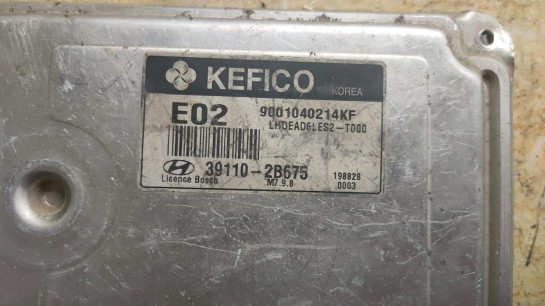 KEFICO KOREA
E02 9001040214KF
LHDEAD6LES2-T000
39110-2B675 198828
Licence Bosch M7.9.8 0003